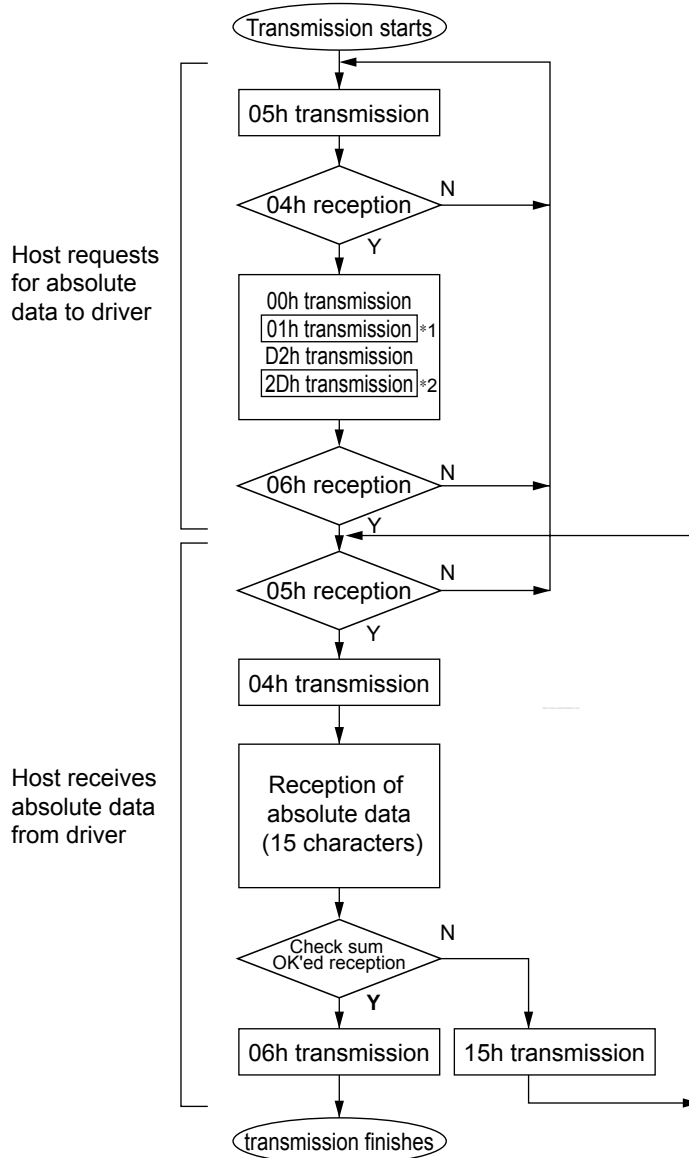 Transmission starts
05h transmission
04h reception
N
Y
Host requests
for absolute
data to driver
00h transmission
01h transmission *1
D2h transmission
2Dh transmission *2
06h reception
N
Y
05h reception
N
Y
04h transmission
Host receives
absolute data
from driver
Reception of
absolute data
(15 characters)
Check sum
OK'ed reception
N
Y
06h transmission
15h transmission
transmission finishes